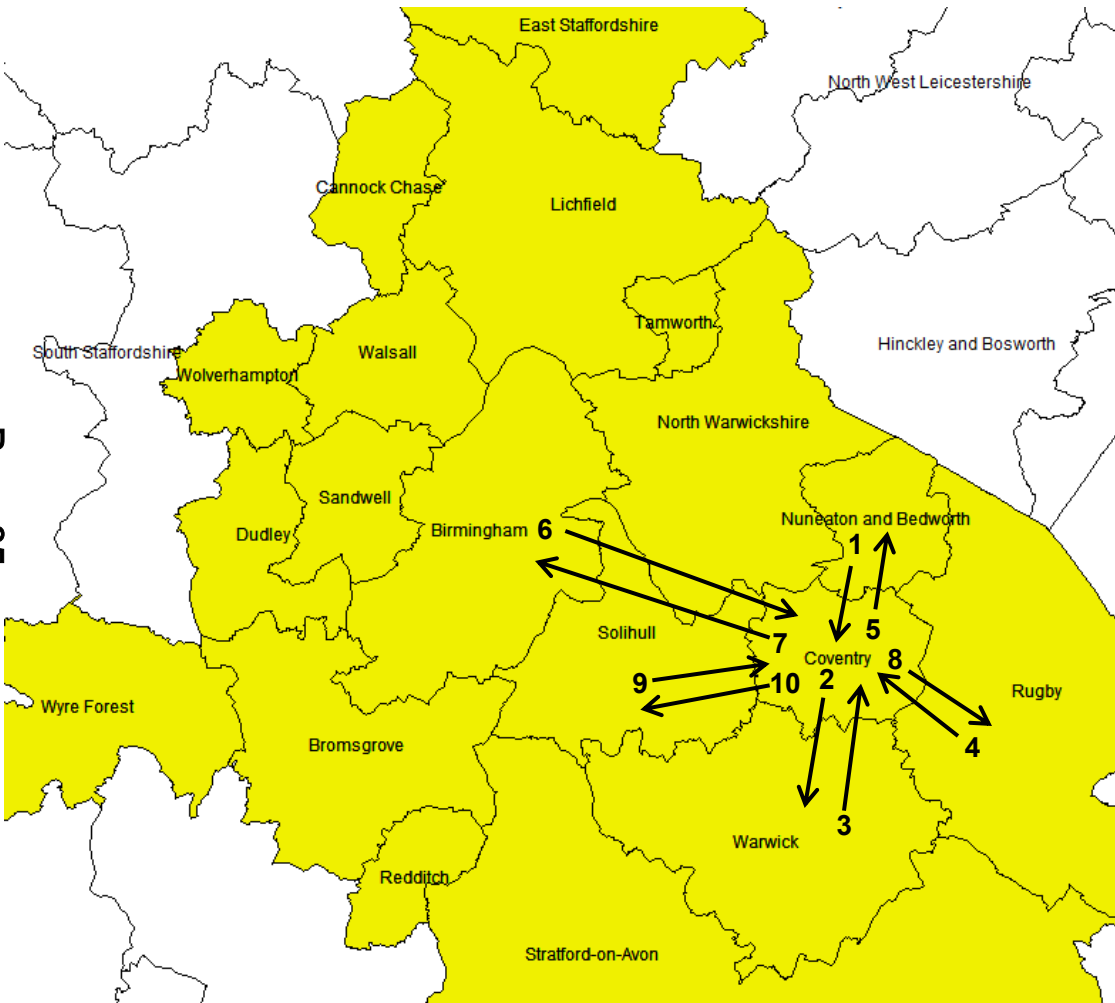 East Staffordshire
North West Leicestershire
Cannock Chase
Lichfield
Tamworth
South Staffordshire
Walsall
Hinckley and Bosworth
Wolverhampton
North Warwickshire
Sandwell
Nuneaton and Bedworth
Dudley
Birmingham 6
1
5
Solihull
7
Coventry 8
9
10
2
Rugby
Wyre Forest
Bromsgrove
4
3
Warwick
Redditch
Stratford-on-Avon